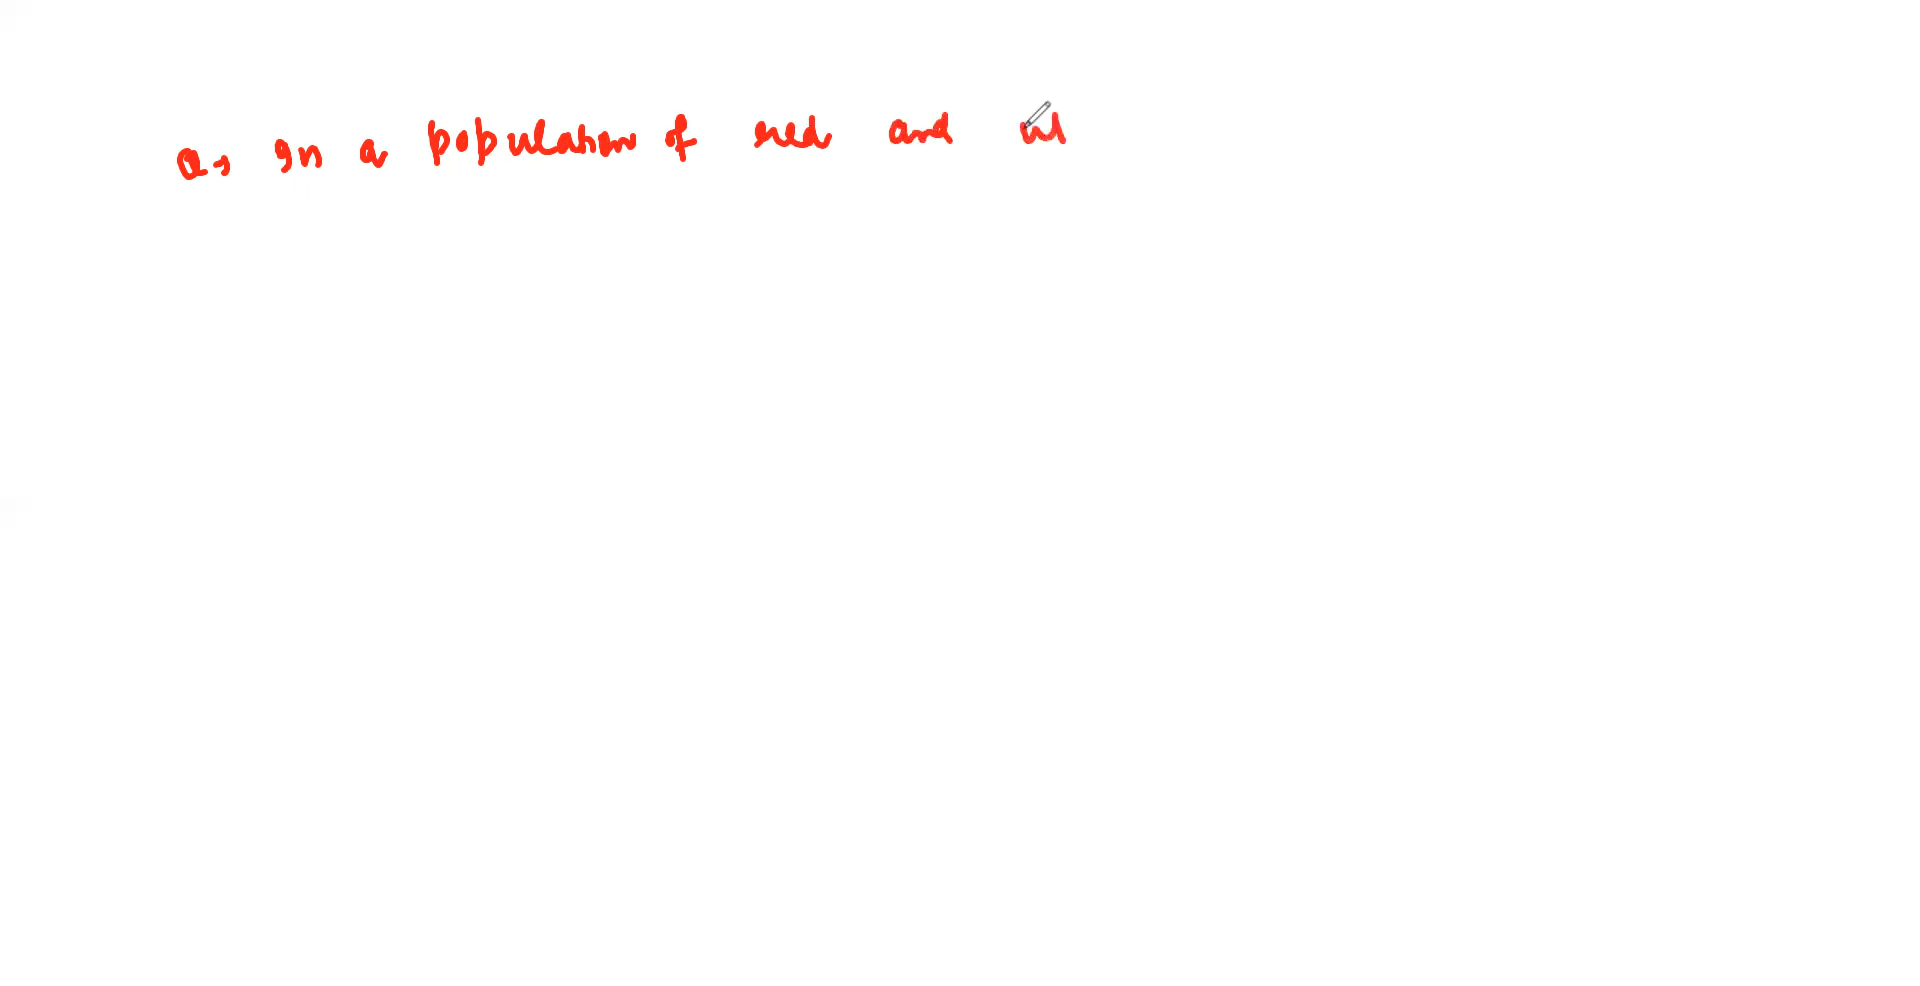 Q, In a population of red and w